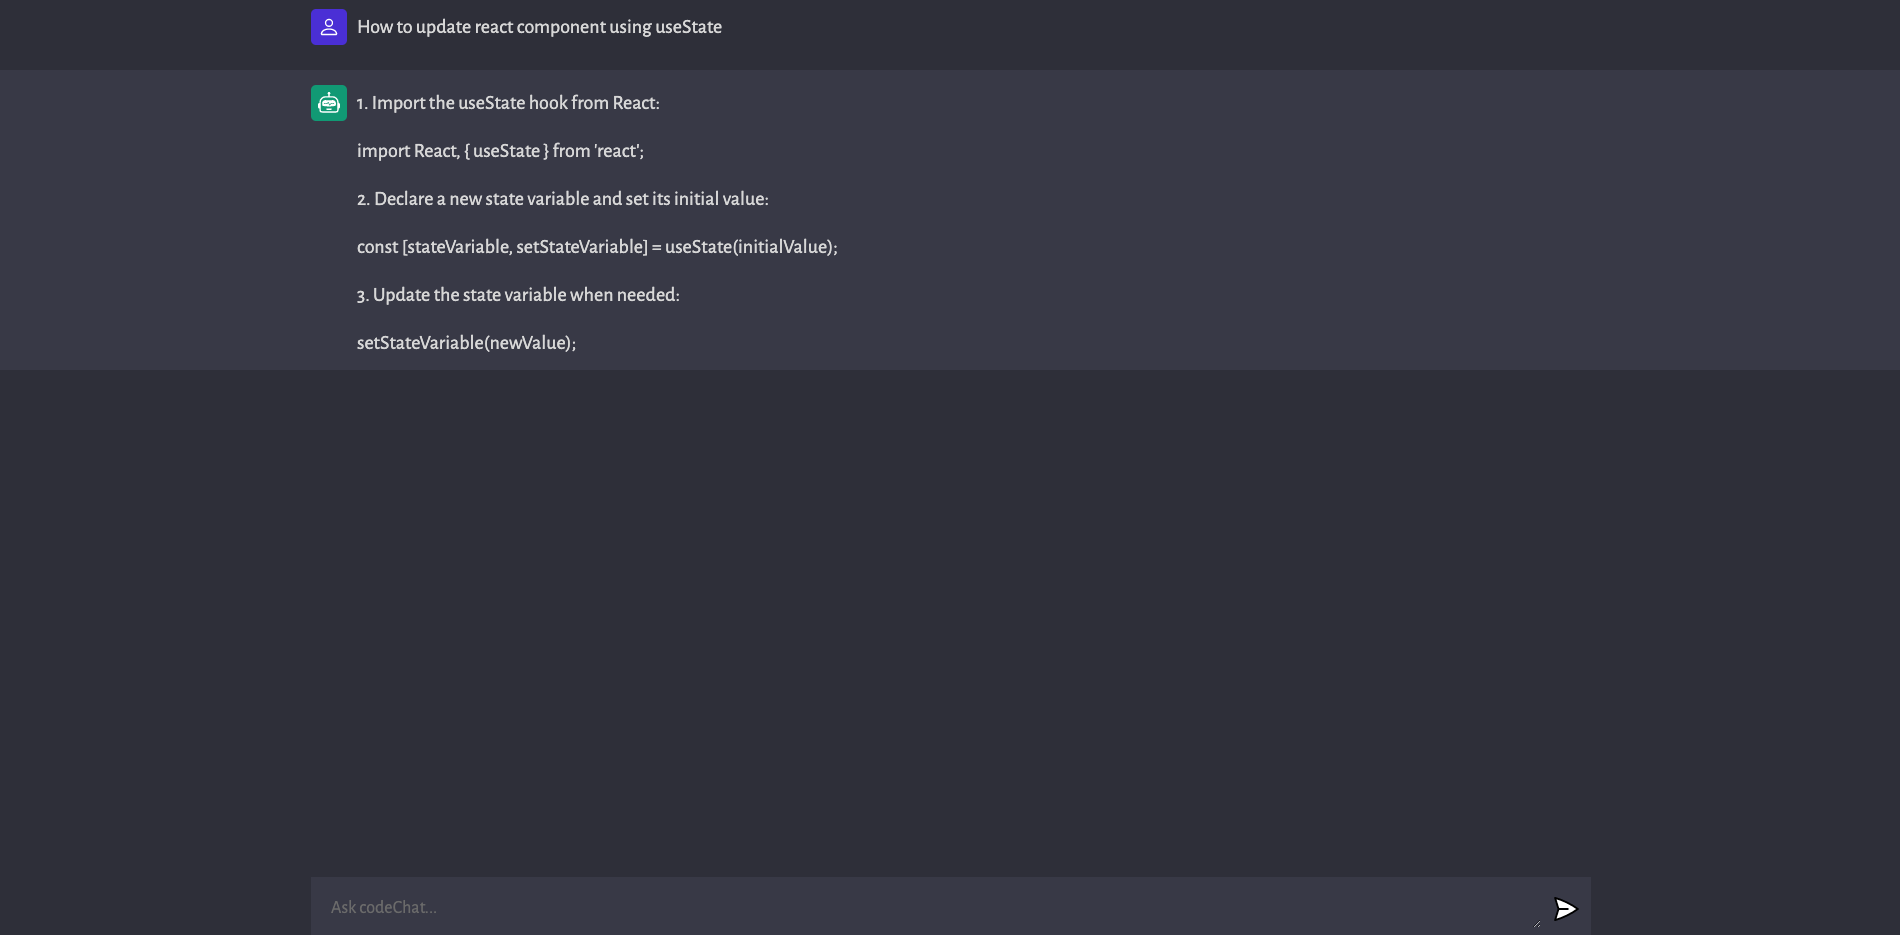 How to update react component using useState
1. Import the useState hook from React:
import React, { useState } from 'react';
2. Declare a new state variable and set its initial value:
const [stateVariable, setStateVariable] = useState(initialValue);
3. Update the state variable when needed:
setStateVariable(newValue);
Ask codeChat...